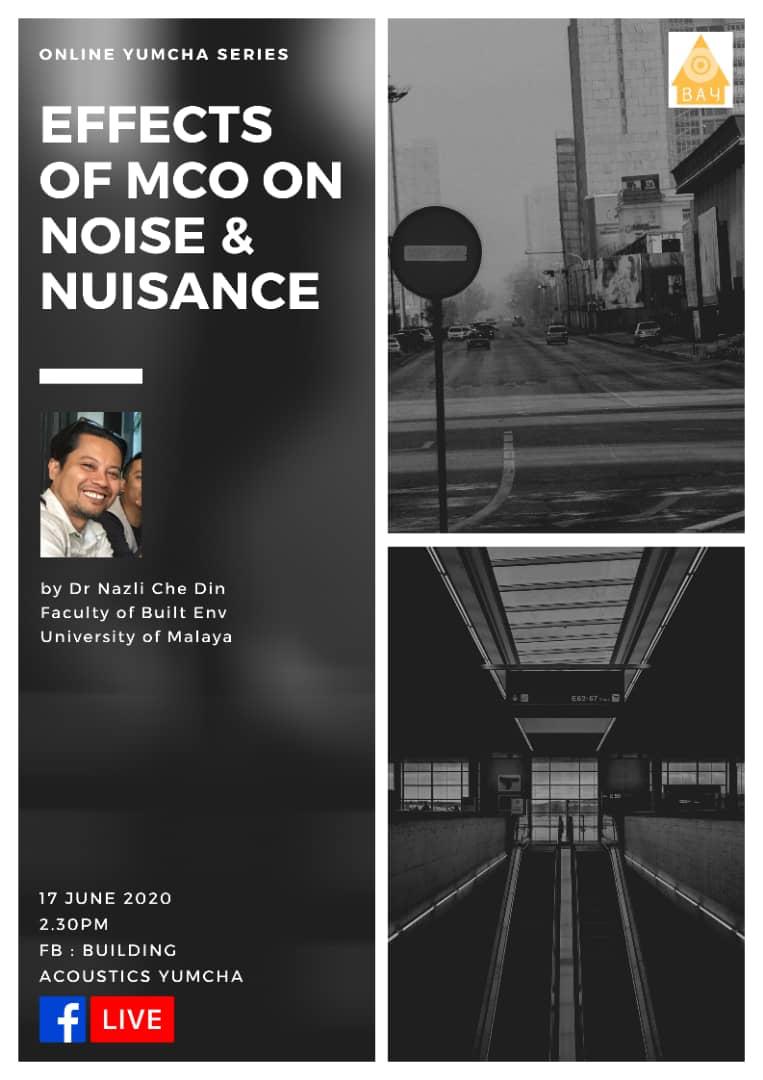 ONLINE YUMCHA SERIES
EFFECTS
OF MCO ON
NOISE &
NUISANCE
by Dr Nazli Che Din
Faculty of Built Env
University of Malaya
17 JUNE 2020
2.30PM
FB : BUILDING
ACOUSTICS YUMCHA
f LIVE
BAY
E62-67